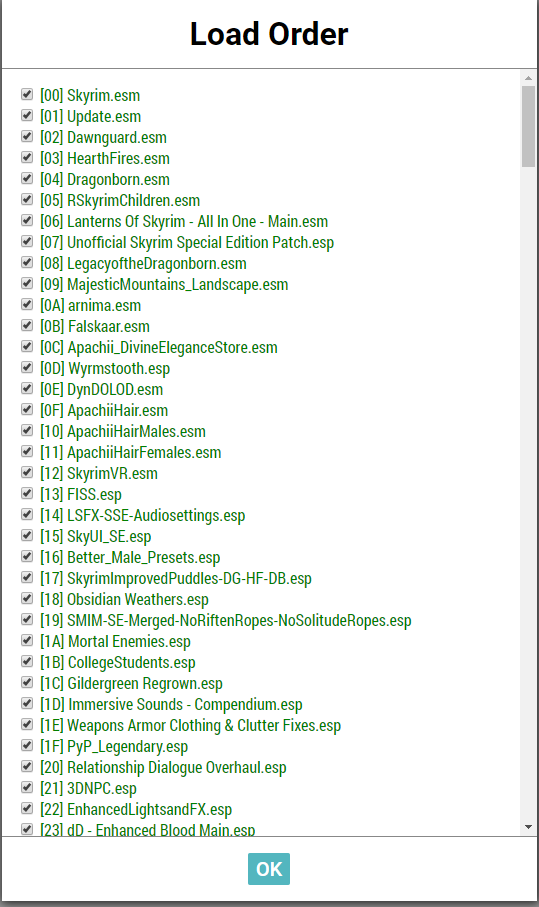 Load Order
[00] Skyrim.esm
[01] Update.esm
[02] Dawnguard.esm
[03] HearthFires.esm
[04] Dragonborn.esm
[05] RSkyrimChildren.esm
[06] Lanterns Of Skyrim - All In One - Main.esm
[07] Unofficial Skyrim Special Edition Patch.esp
[08] LegacyoftheDragonborn.esm
[09] MajesticMountains_Landscape.esm
[0A] arnima.esm
[0B] Falskaar.esm
[0C] Apachii_DivineEleganceStore.esm
[0D] Wyrmstooth.esp
[0E] DynDOLOD.esm
[0F] ApachiiHair.esm
[10] ApachiiHairMales.esm
[11] ApachiiHairFemales.esm
[12] SkyrimVR.esm
[13] FISS.esp
[14] LSFX-SSE-Audiosettings.esp
[15] SkyUI_SE.esp
[16] Better_Male_Presets.esp
[17] SkyrimImprovedPuddles-DG-HF-DB.esp
[18] Obsidian Weathers.esp
[19] SMIM-SE-Merged-NoRiftenRopes-NoSolitudeRopes.esp
[1A] Mortal Enemies.esp
[1B] CollegeStudents.esp
[1C] Gildergreen Regrown.esp
[1D] Immersive Sounds - Compendium.esp
[1E] Weapons Armor Clothing & Clutter Fixes.esp
[1F] PyP_Legendary.esp
[20] Relationship Dialogue Overhaul.esp
[21] 3DNPC.esp
[22] EnhancedLightsandFX.esp
[23] dD - Enhanced Blood Main.esp
OK